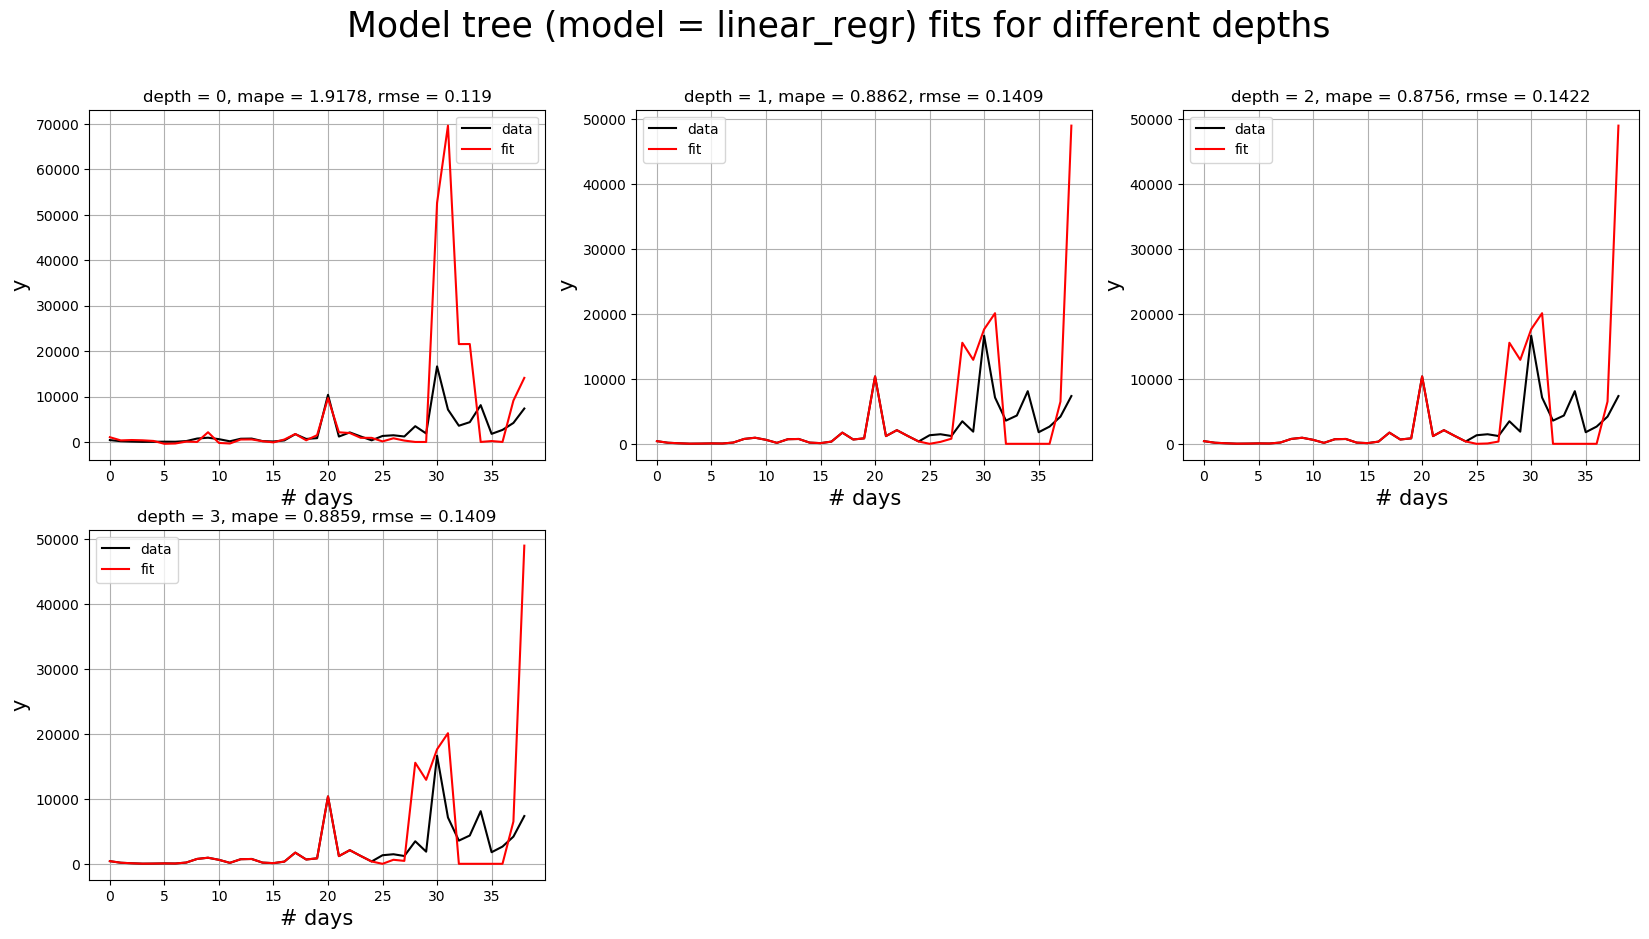 Model tree (model = linear_regr) fits for different depths
depth = 0, mape = 1.9178, rmse = 0.119
70000
60000
50000
40000
30000
20000
10000
0
y
data
fit
0 5 10 15 20 25 30 35
# days
depth = 1, mape = 0.8862, rmse = 0.1409
50000
40000
30000
20000
10000
0
y
data
fit
0 5 10 15 20 25 30 35
# days
depth = 2, mape = 0.8756, rmse = 0.1422
50000
40000
30000
20000
10000
0
y
data
fit
0 5 10 15 20 25 30 35
# days
depth = 3, mape = 0.8859, rmse = 0.1409
50000
40000
30000
20000
10000
0
y
data
fit
0 5 10 15 20 25 30 35
# days